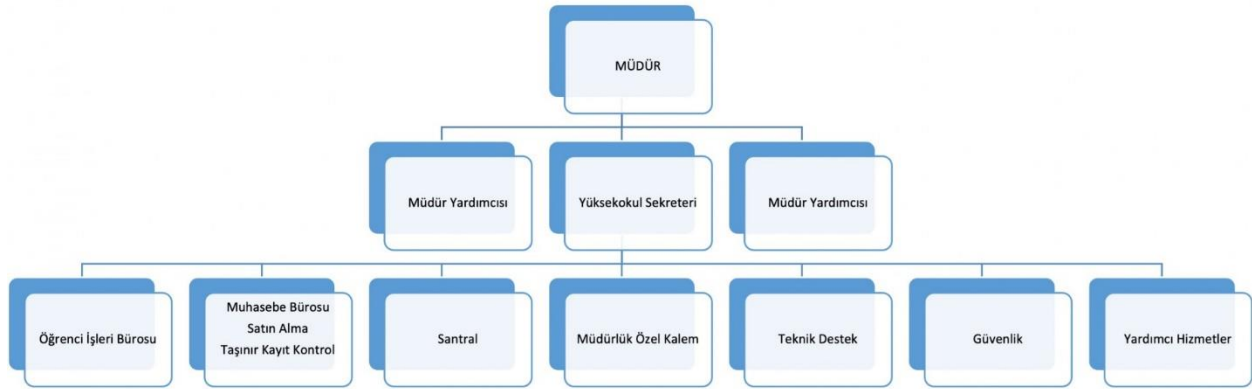 MÜDÜR
Müdür Yardımcısı
Yüksekokul Sekreteri
Müdür Yardımcısı
Öğrenci İşleri Bürosu
Muhasebe Bürosu
Satın Alma
Taşınır Kayıt Kontrol
Santral
Müdürlük Özel Kalem
Teknik Destek
Güvenlik
Yardımcı Hizmetler